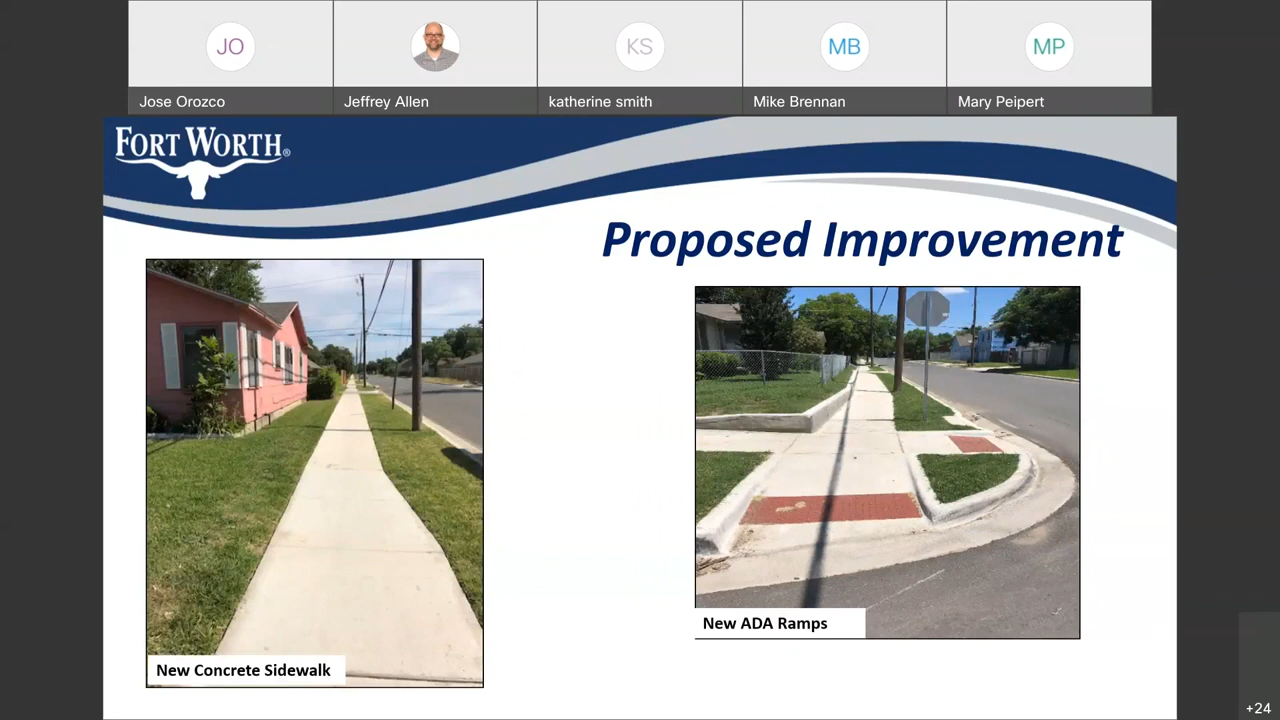 JO
KS
MB
MP
Jose Orozco
Jeffrey Allen
katherine smith
Mike Brennan
Mary Peipert
FORT WORTH®
Proposed Improvement
New ADA Ramps
New Concrete Sidewalk
+24